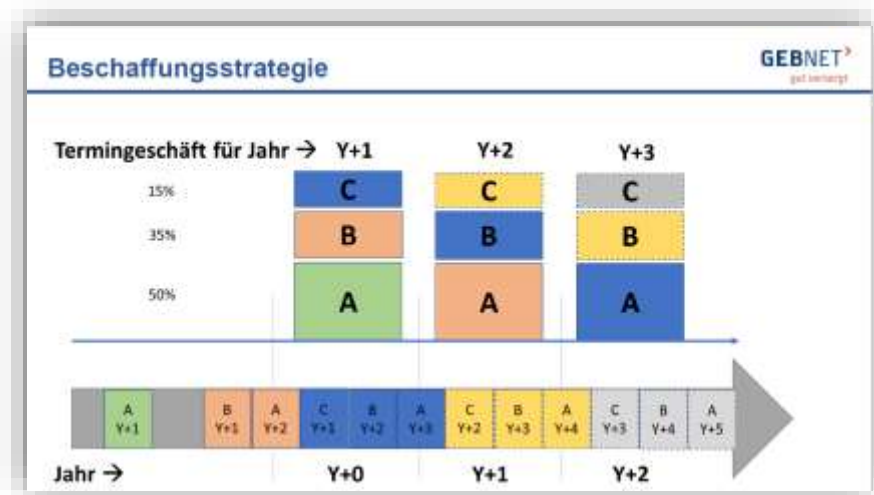 Beschaffungsstrategie
GEBNET
gut versorgt
Termingeschäft für Jahr → Y+1 Y+2 Y+3
15% C C C
35% B B B
50% A A A
A B A C B A C B A C B A
Y+1 Y+1 Y+2 Y+1 Y+2 Y+3 Y+2 Y+3 Y+4 Y+3 Y+4 Y+5
Jahr → Y+0 Y+1 Y+2